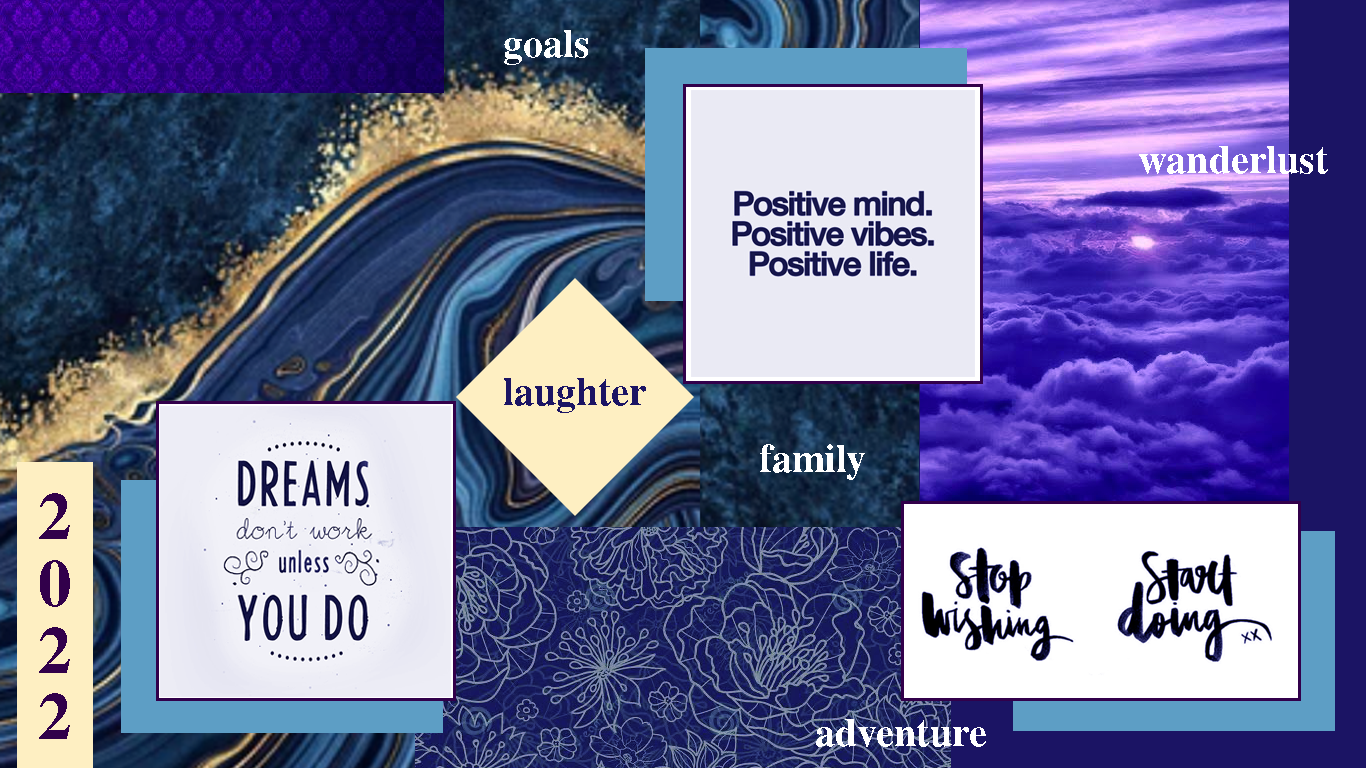 goals
wanderlust
Positive mind.
Positive vibes.
Positive life.
laughter
family
DREAMS
don't work
unless
YOU DO
2
0
2
2
Stop
wishing
Start
doing
xx
adventure